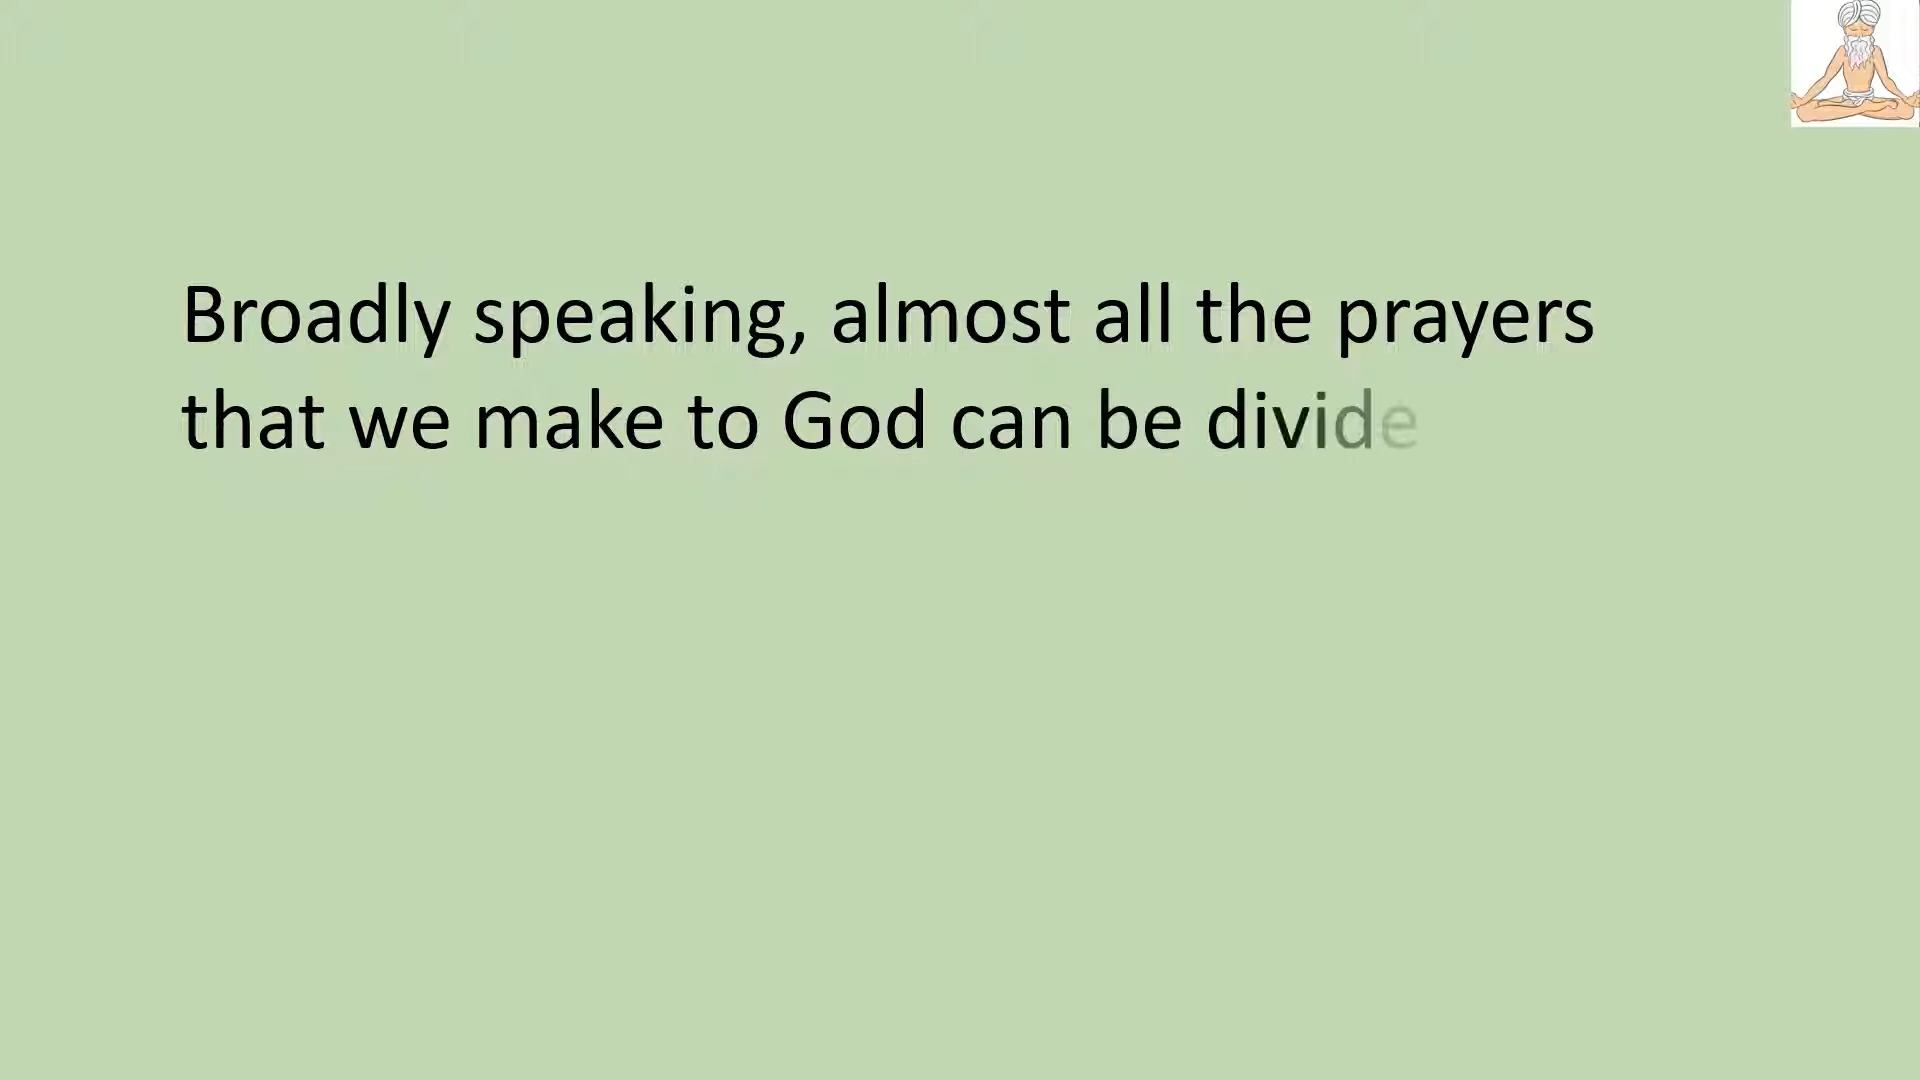 Broadly speaking, almost all the prayers
that we make to God can be divide